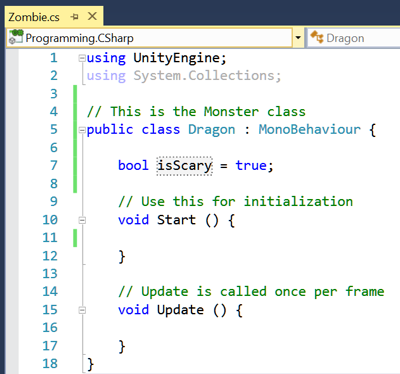 Zombie.cs
Programming.CSharp Dragon
1 using UnityEngine;
2 using System.Collections;
3
4 // This is the Monster class
5 public class Dragon : MonoBehaviour {
6
7 bool isScary = true;
8
9 // Use this for initialization
10 void Start () {
11
12 }
13
14 // Update is called once per frame
15 void Update () {
16
17 }
18 }